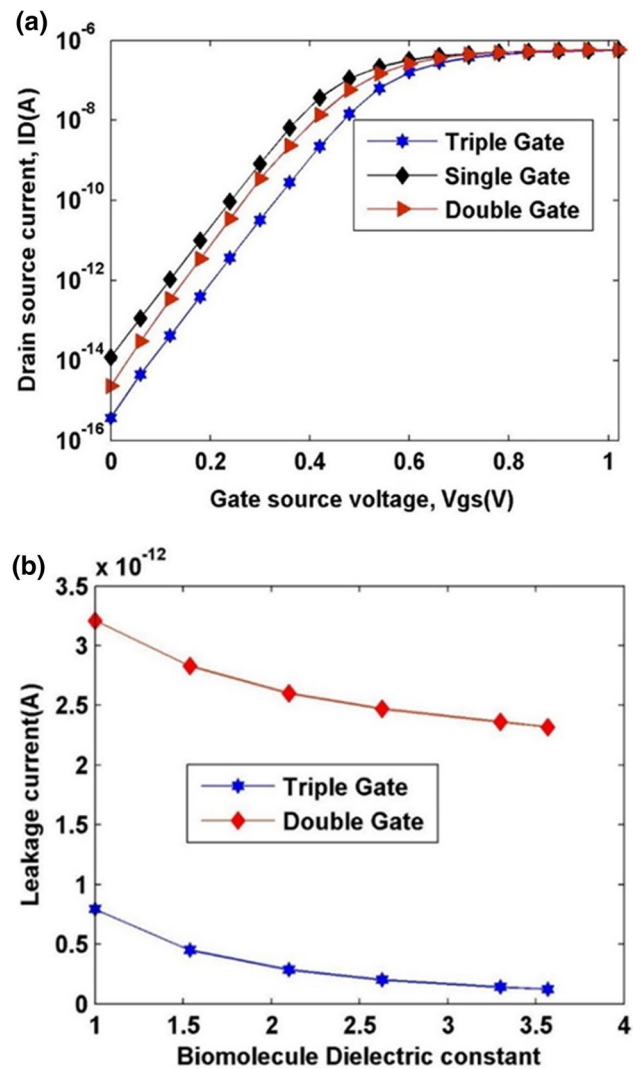 (a)
Drain source current, ID(A)
10^-6
10^-8
10^-10
10^-12
10^-14
10^-16
Triple Gate
Single Gate
Double Gate
0 0.2 0.4 0.6 0.8 1
Gate source voltage, Vgs(V)
(b)
x 10^-12
Leakage current(A)
3.5
3
2.5
2
1.5
1
0.5
0
Triple Gate
Double Gate
1 1.5 2 2.5 3 3.5 4
Biomolecule Dielectric constant